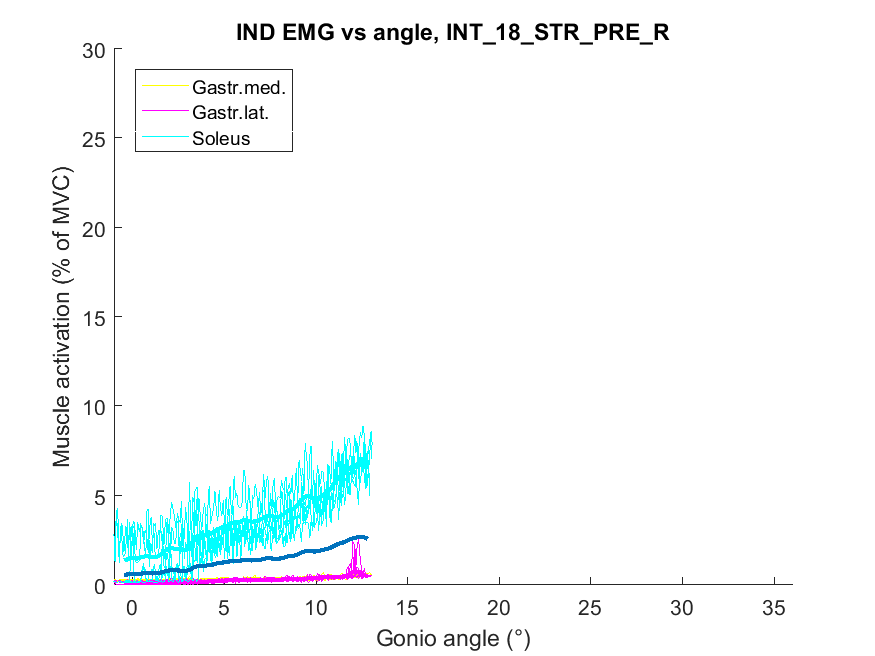 IND EMG vs angle, INT_18_STR_PRE_R
30
25
20
15
10
5
0
Muscle activation (% of MVC)
Gastr.med.
Gastr.lat.
Soleus
0 5 10 15 20 25 30 35
Gonio angle (°)